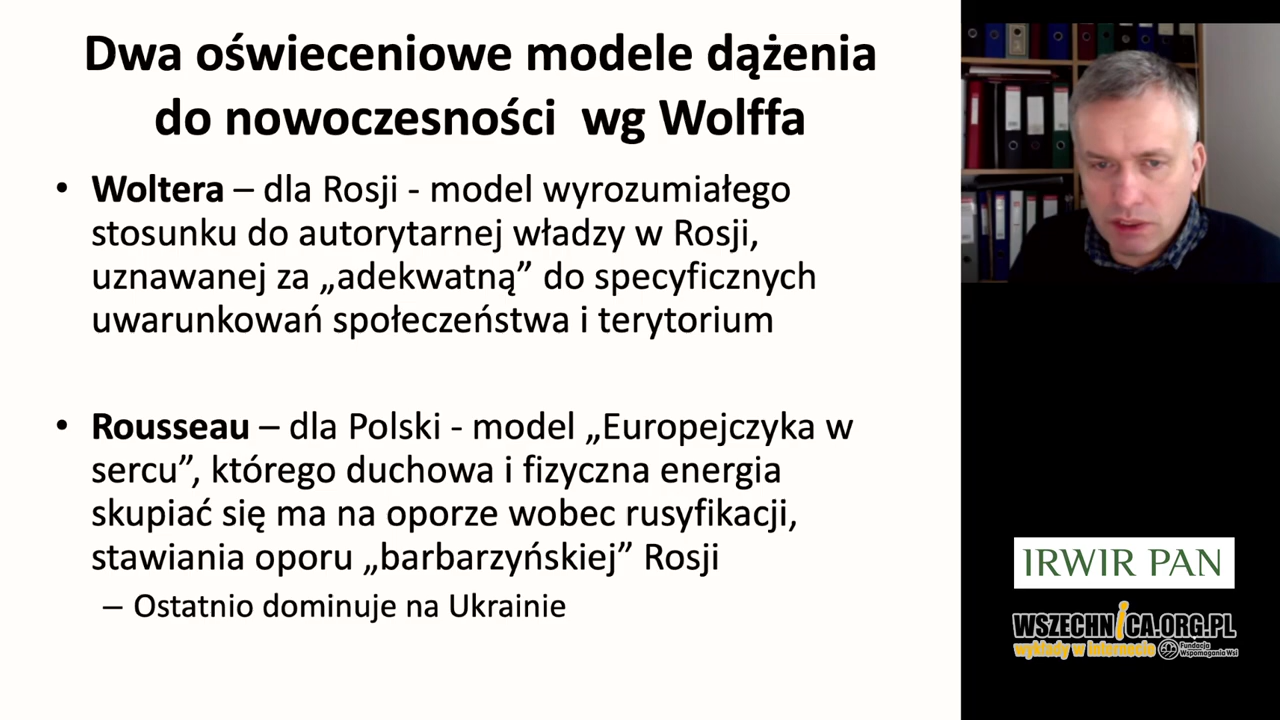 Dwa oświeceniowe modele dążenia
do nowoczesności wg Wolffa
• Woltera – dla Rosji - model wyrozumiałego
stosunku do autorytarnej władzy w Rosji,
uznawanej za „adekwatną” do specyficznych
uwarunkowań społeczeństwa i terytorium
• Rousseau – dla Polski - model „Europejczyka w
sercu”, którego duchowa i fizyczna energia
skupiać się ma na oporze wobec rusyfikacji,
stawiania oporu „barbarzyńskiej” Rosji
– Ostatnio dominuje na Ukrainie
IRWIR PAN
WSZECHNICA.ORG.PL
wykłady w internecie
Fundacja
Wspomagania Wsi